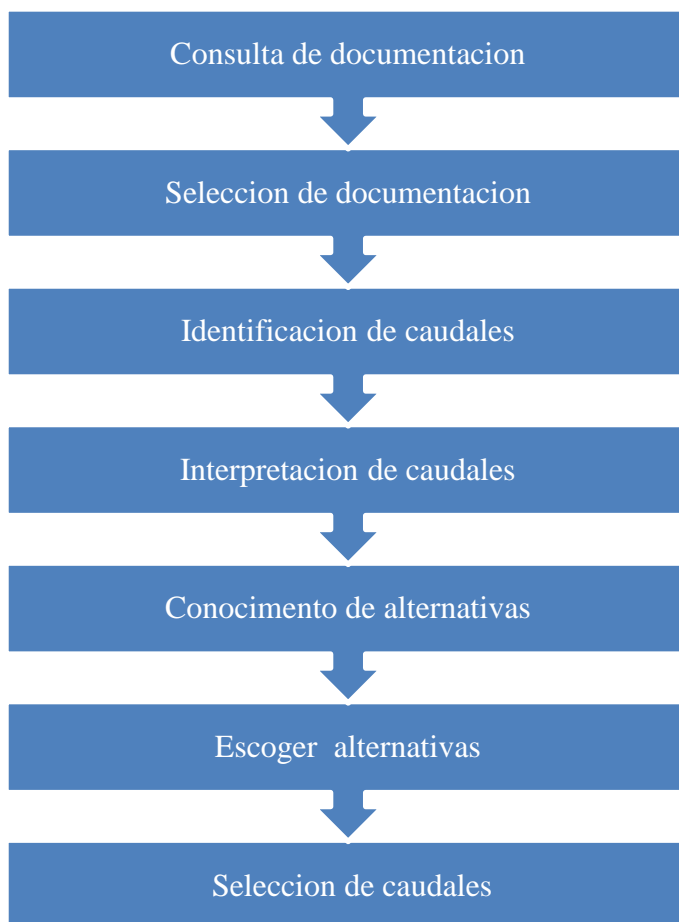 Consulta de documentacion
Seleccion de documentacion
Identificacion de caudales
Interpretacion de caudales
Conocimento de alternativas
Escoger  alternativas
Seleccion de caudales